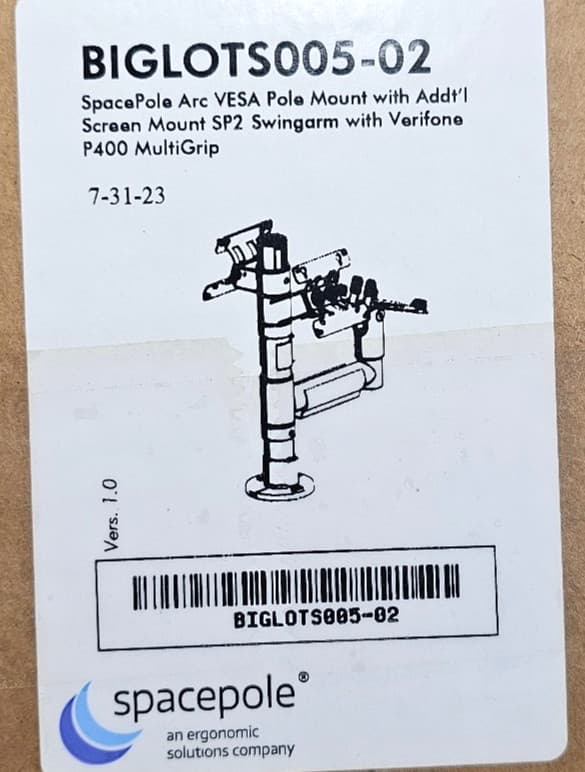 BIGLOTS005-02
SpacePole Arc VESA Pole Mount with Addt'l
Screen Mount SP2 Swingarm with Verifone
P400 MultiGrip
7-31-23
Vers. 1.0
BIGLOTS005-02
spacepole®
an ergonomic
solutions company